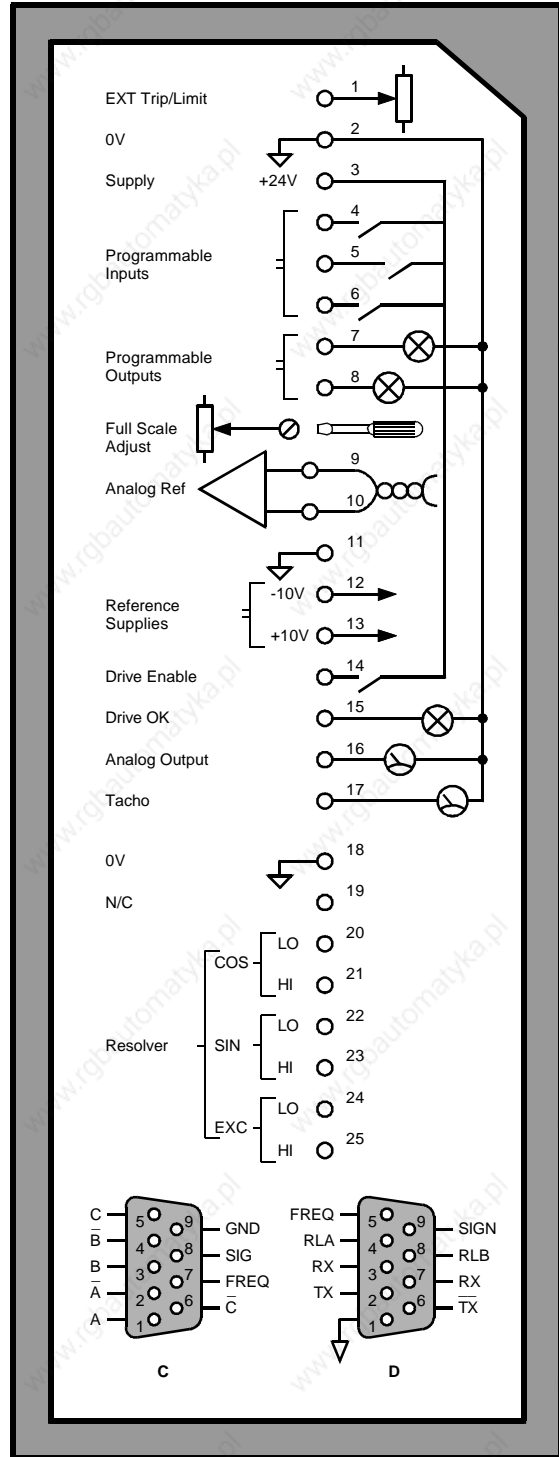 EXT Trip/Limit 1
0V 2
Supply +24V 3
4
Programmable
Inputs
5
6
7
Programmable
Outputs
8
Full Scale
Adjust
9
Analog Ref
10
11
-10V 12
Reference
Supplies
+10V 13
Drive Enable 14
Drive OK 15
Analog Output 16
Tacho 17
0V 18
N/C 19
LO 20
COS
HI 21
LO 22
Resolver SIN
HI 23
LO 24
EXC
HI 25
C 5 9 GND
B̅ 4 8 SIG
B 3 7 FREQ
A̅ 2 6 C̅
A 1
C
FREQ 5 9 SIGN
RLA 4 8 RLB
RX 3 7 RX
TX 2 6 T̅X̅
1
D
www.rgbautomatyka.pl